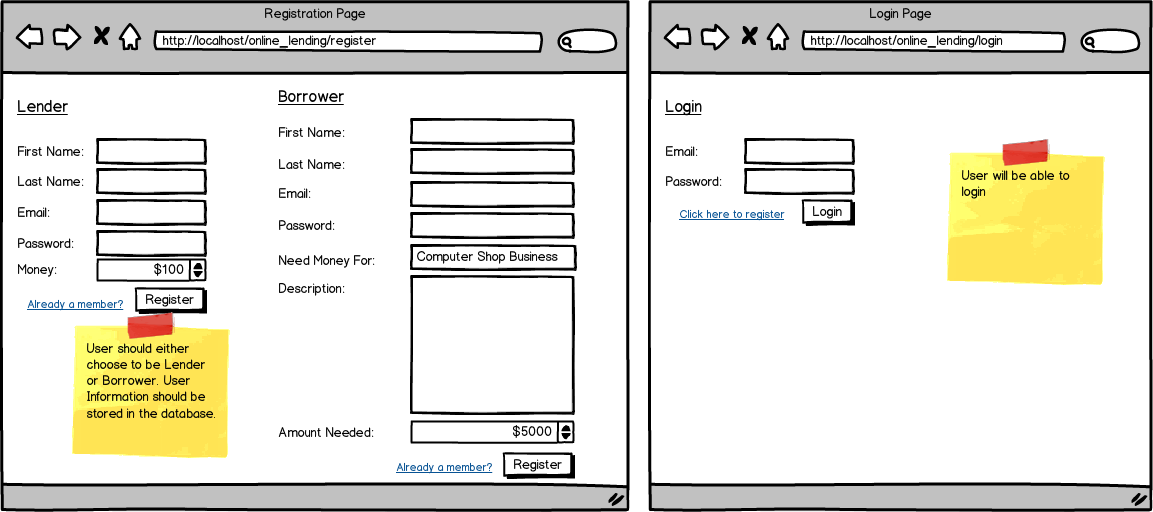 Registration Page
http://localhost/online_lending/register
Lender
First Name:
Last Name:
Email:
Password:
Money:
$100
Already a member?
Register
User should either
choose to be Lender
or Borrower. User
Information should be
stored in the database.
Borrower
First Name:
Last Name:
Email:
Password:
Need Money For:
Computer Shop Business
Description:
Amount Needed:
$5000
Already a member?
Register
Login Page
http://localhost/online_lending/login
Login
Email:
Password:
Click here to register
Login
User will be able to
login